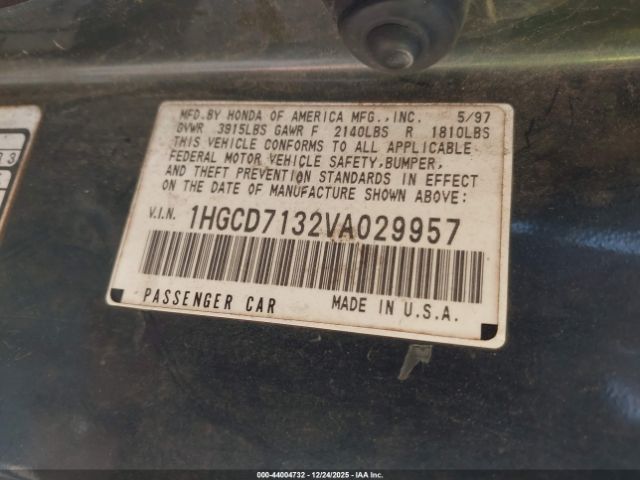 MFD.BY HONDA OF AMERICA MFG.,INC. 5/97
GVWR 3915LBS GAWR F 2140LBS R 1810LBS
THIS VEHICLE CONFORMS TO ALL APPLICABLE
FEDERAL MOTOR VEHICLE SAFETY,BUMPER,
AND THEFT PREVENTION STANDARDS IN EFFECT
ON THE DATE OF MANUFACTURE SHOWN ABOVE:
V.I.N. 1HGCD7132VA029957
PASSENGER CAR MADE IN U.S.A.
R 3
000-44004732 - 12/24/2025 - IAA Inc.